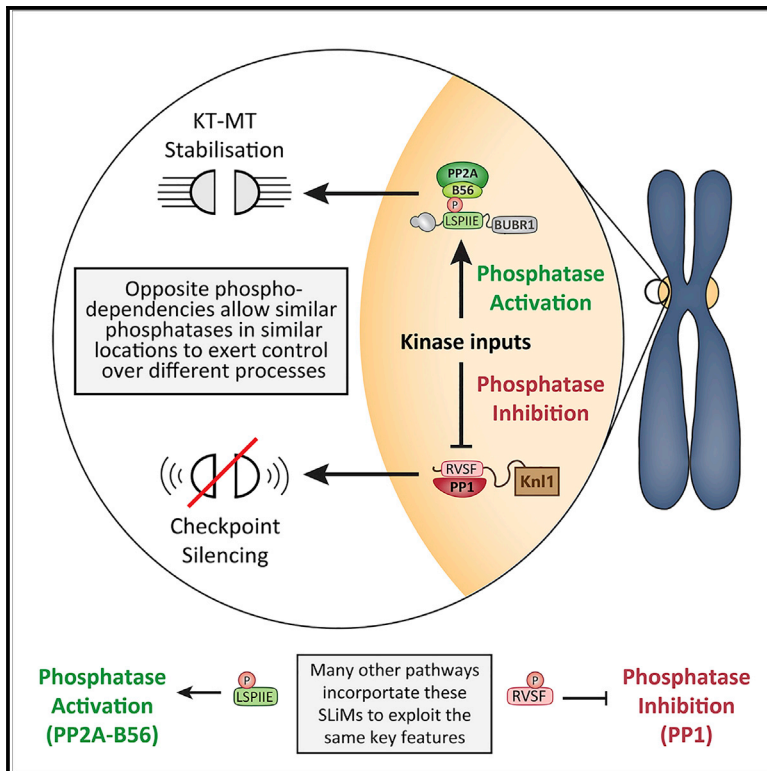 KT-MT
Stabilisation
PP2A
B56
P
LSPIIE
BUBR1
Phosphatase
Activation
Opposite phospho-
dependencies allow similar
phosphatases in similar
locations to exert control
over different processes
Kinase inputs
Phosphatase
Inhibition
RVSF
PP1
Knl1
Checkpoint
Silencing
Phosphatase
Activation
(PP2A-B56)
P
LSPIIE
Many other pathways
incorportate these
SLiMs to exploit the
same key features
P
RVSF
Phosphatase
Inhibition
(PP1)